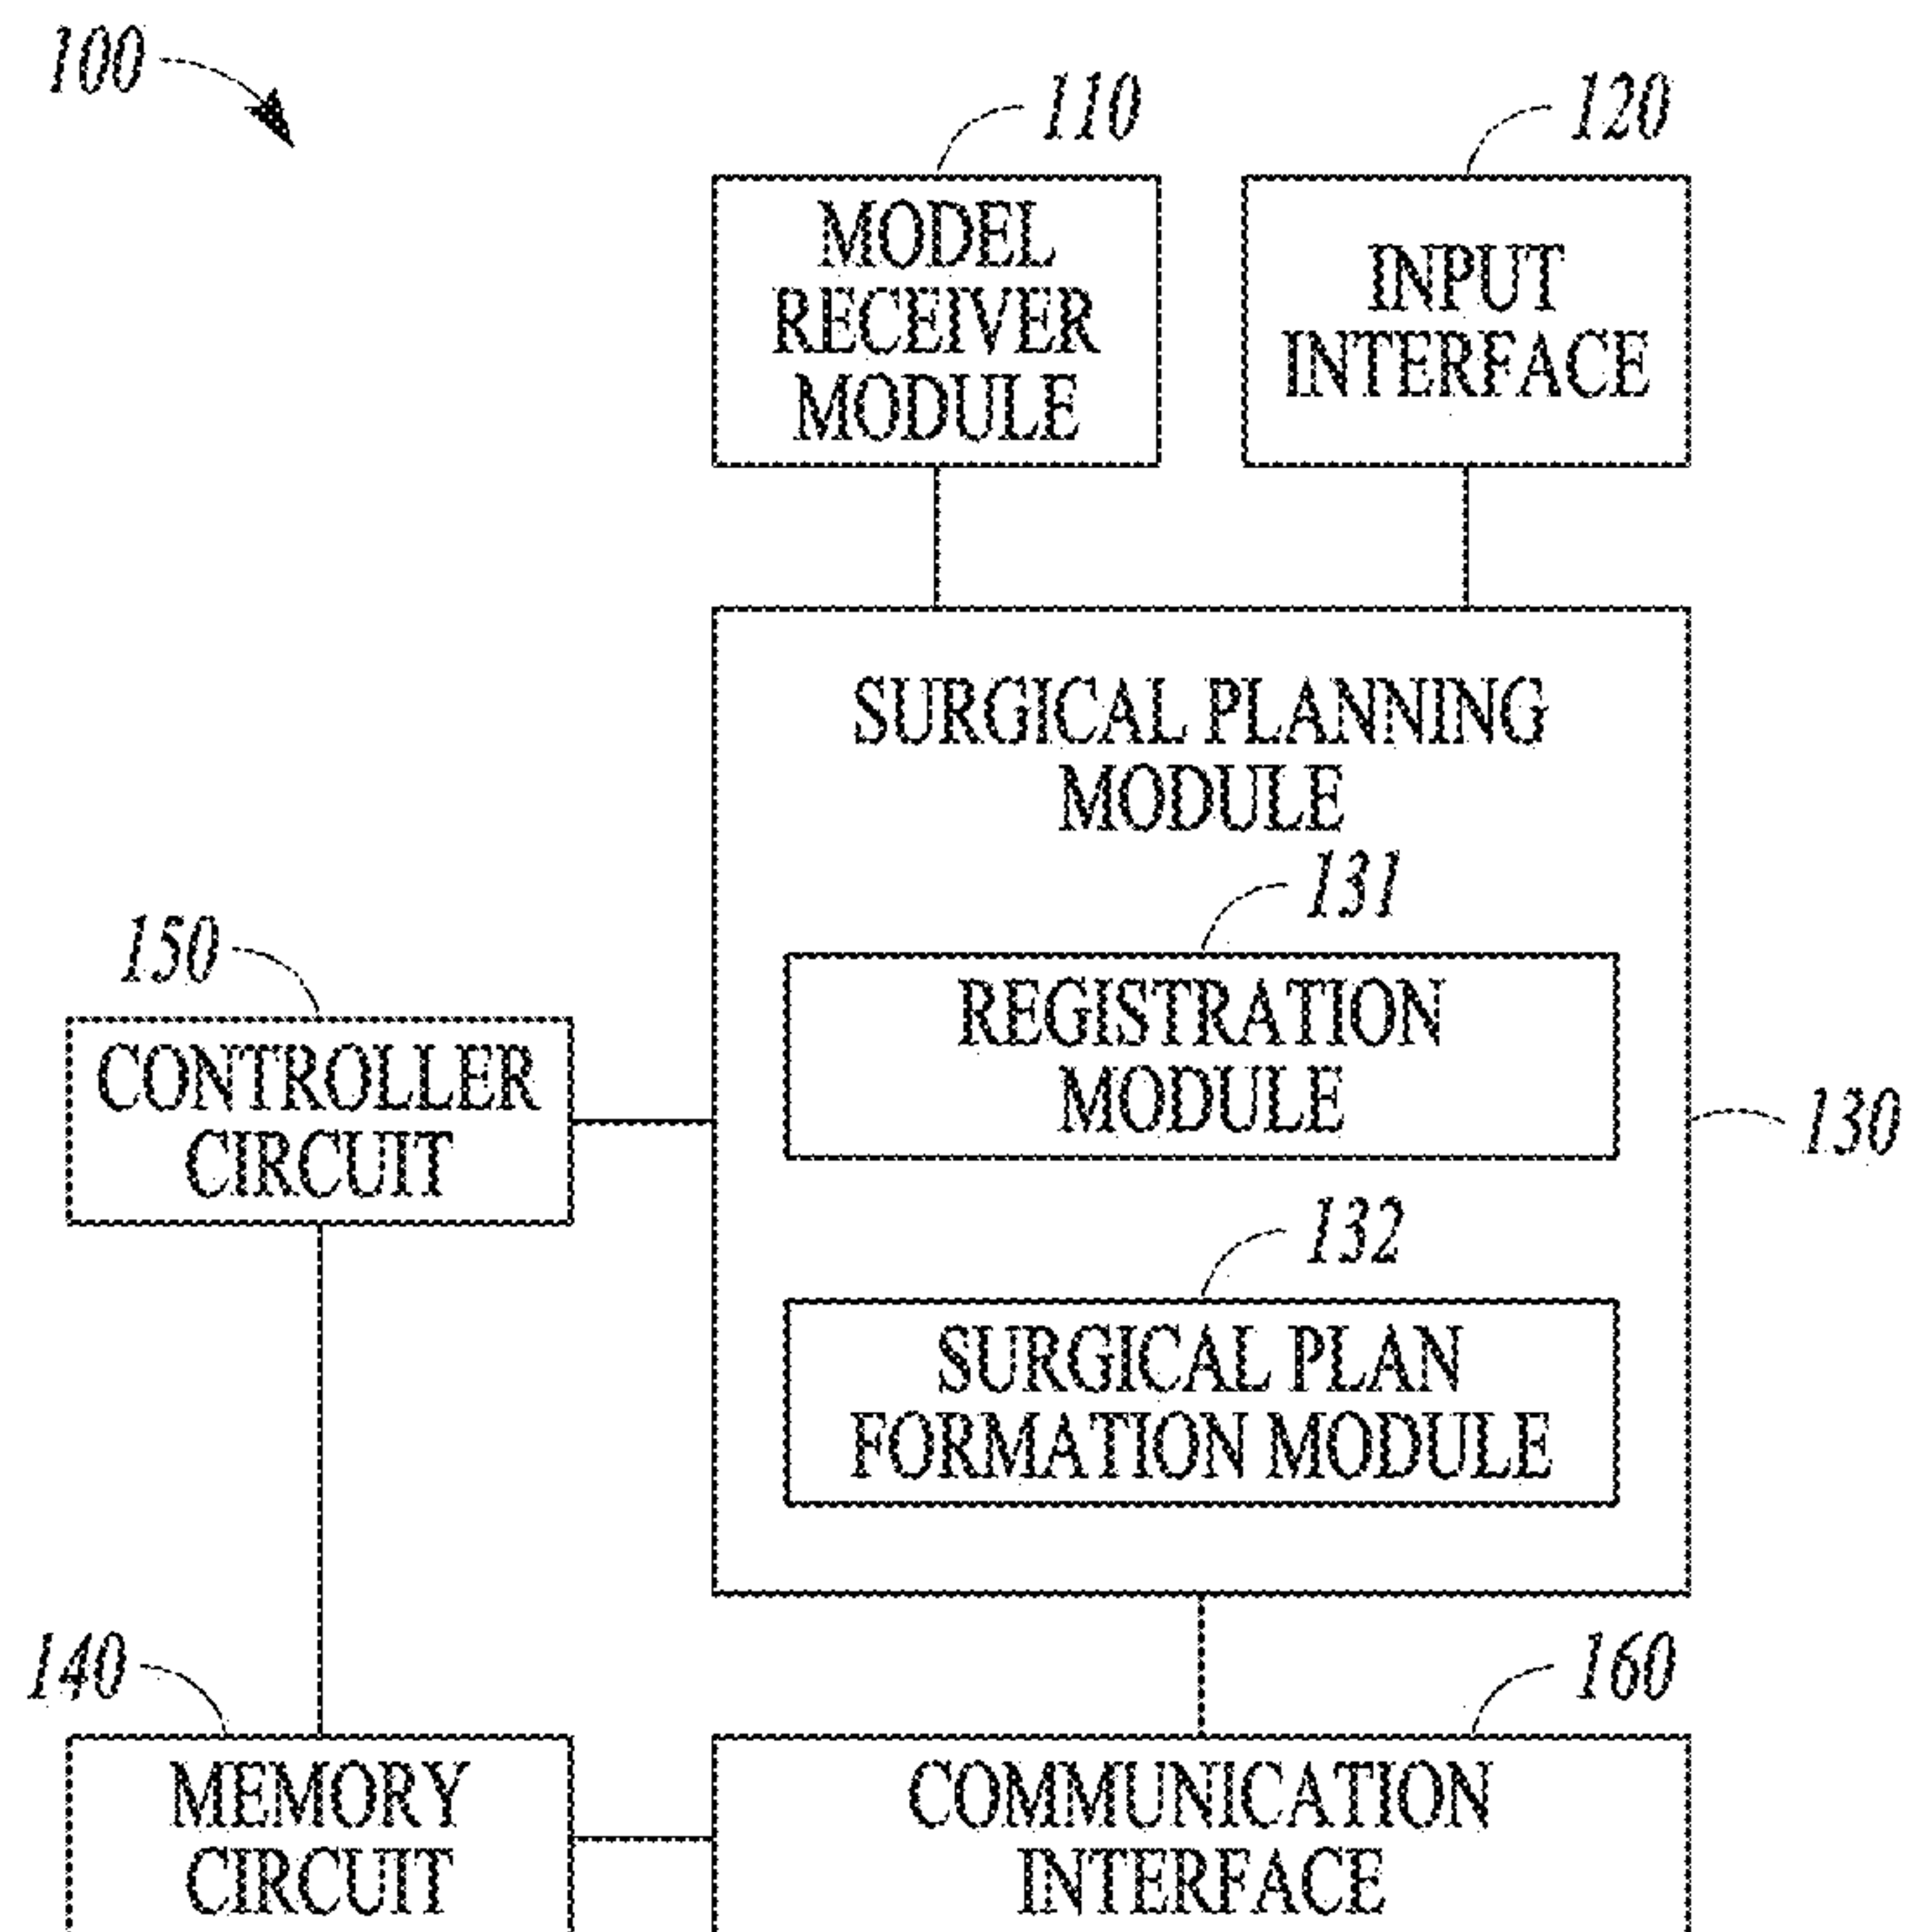 100
110
120
MODEL
RECEIVER
MODULE
INPUT
INTERFACE
SURGICAL PLANNING
MODULE
131
150
REGISTRATION
MODULE
CONTROLLER
CIRCUIT
130
132
SURGICAL PLAN
FORMATION MODULE
140
160
MEMORY
CIRCUIT
COMMUNICATION
INTERFACE